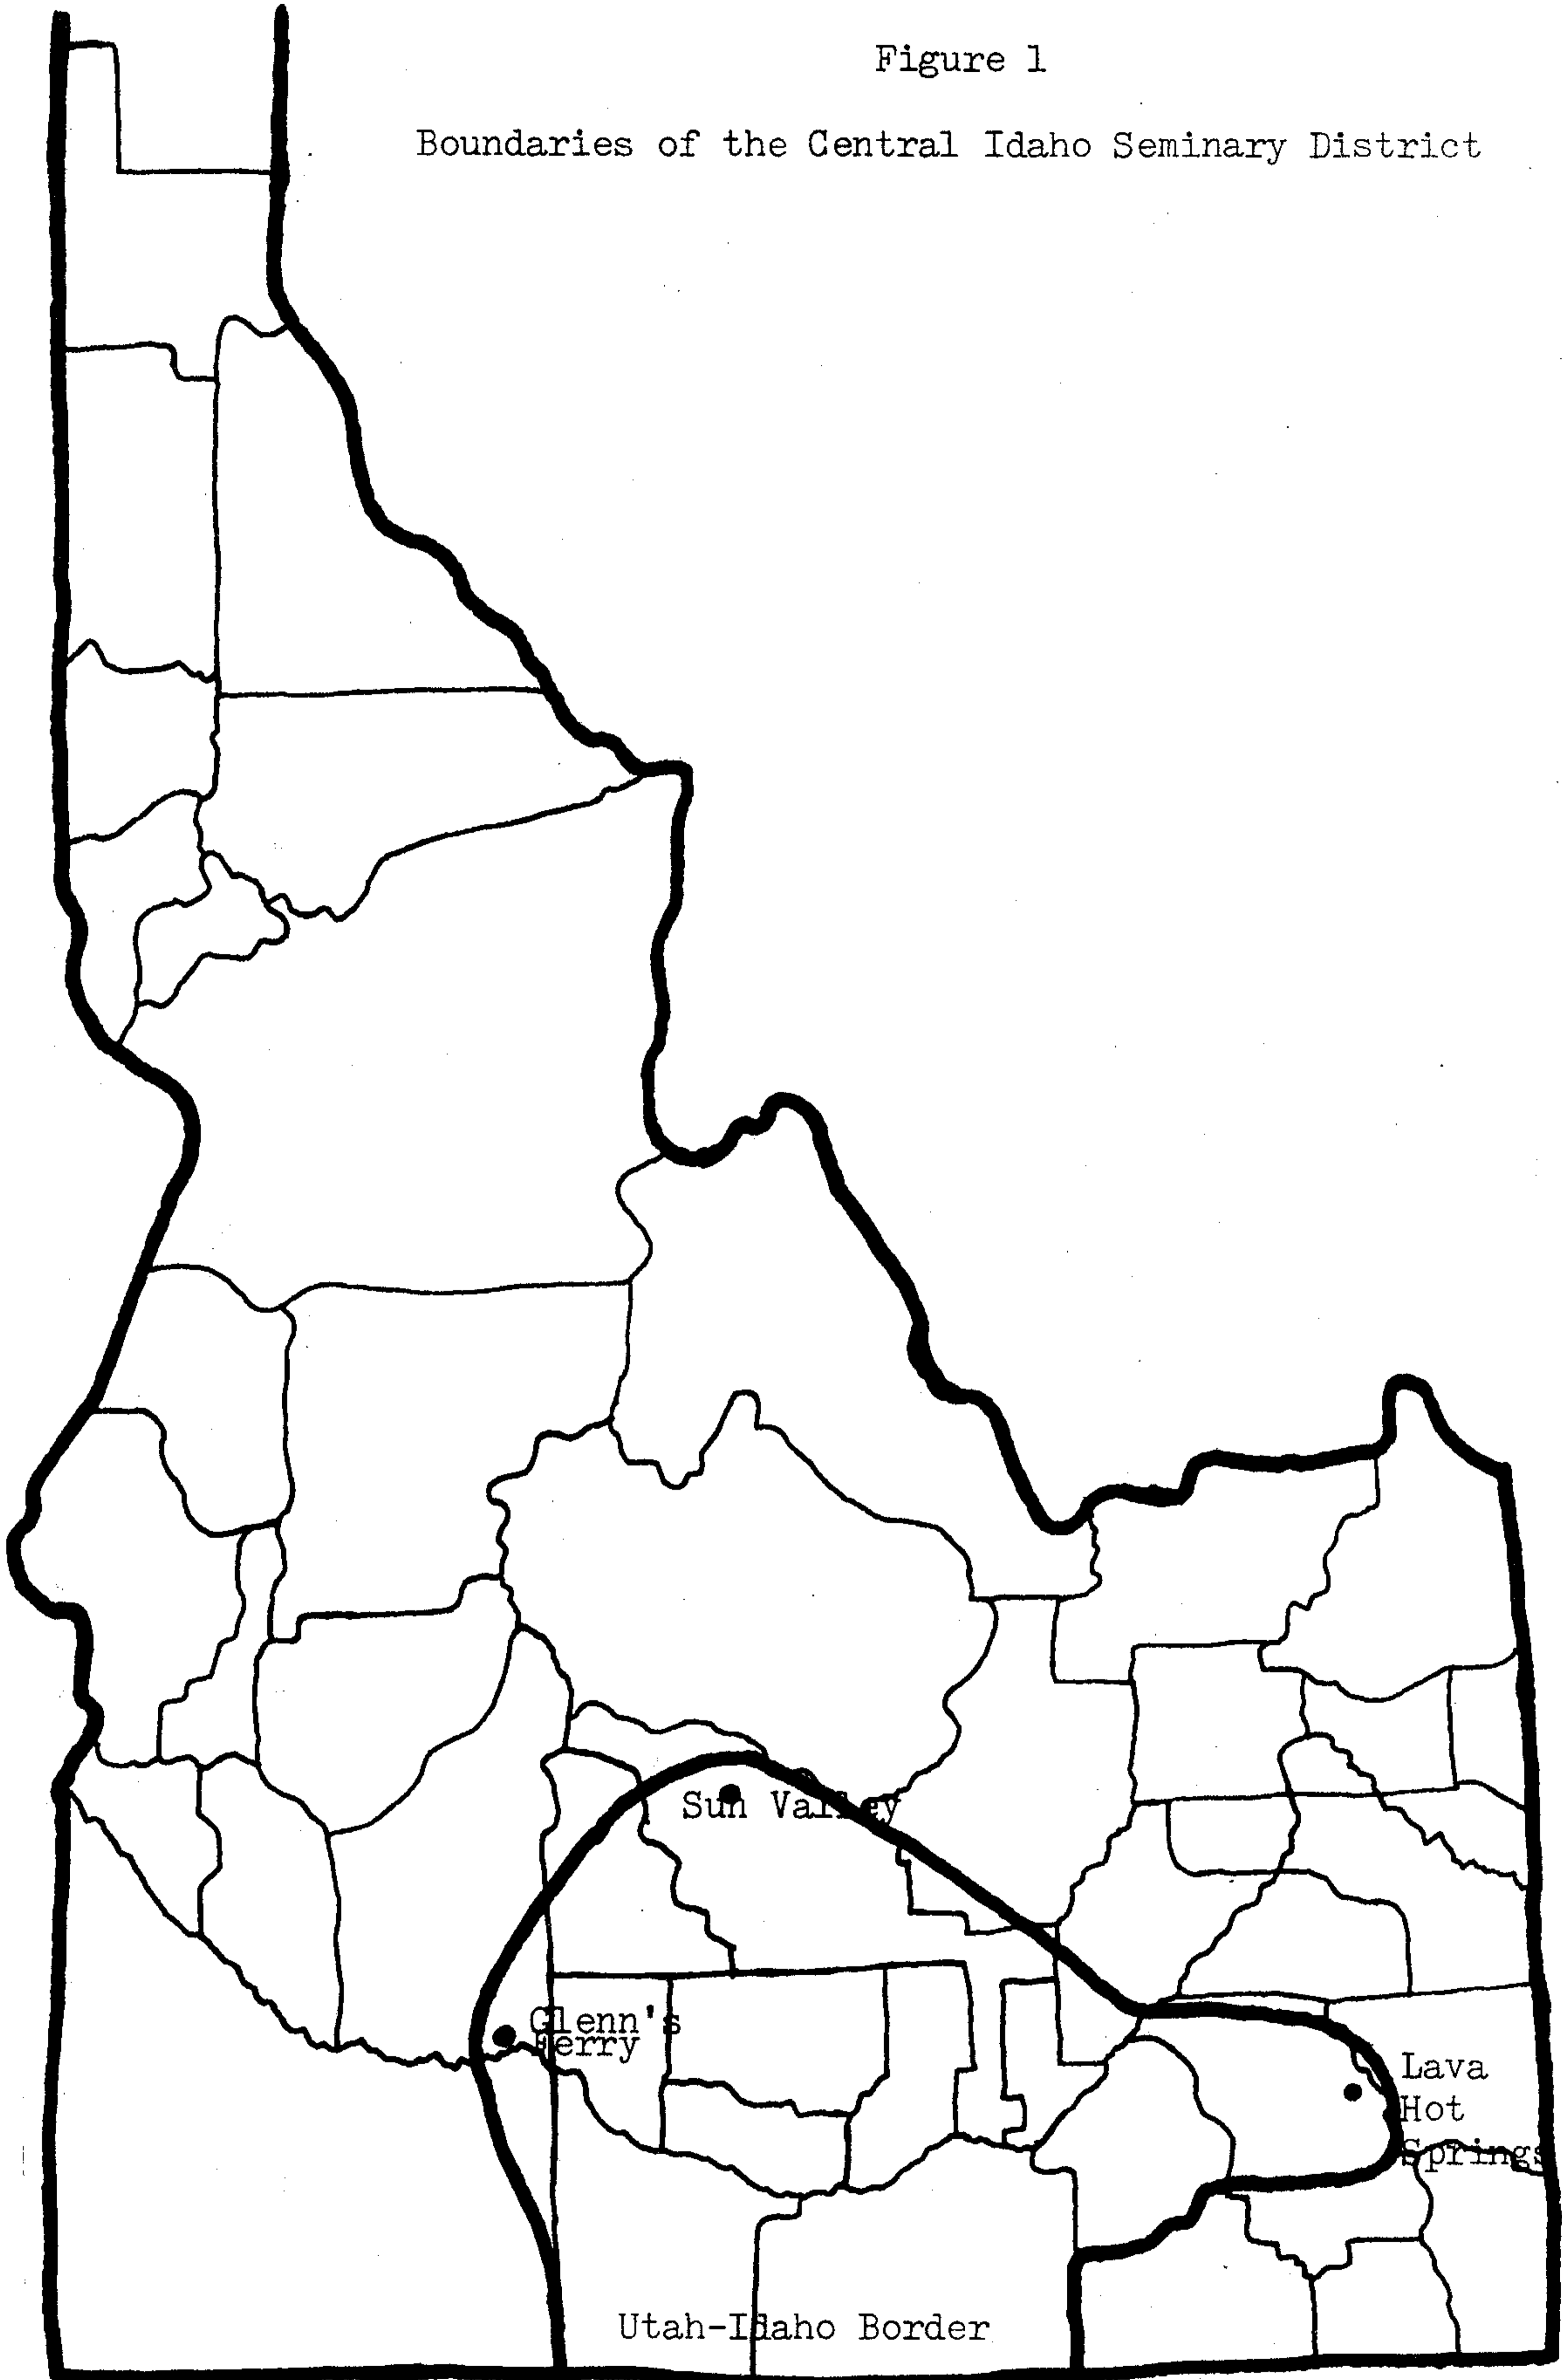 Figure 1
Boundaries of the Central Idaho Seminary District
Sun Valley
Glenn's
Ferry
Lava
Hot
Springs
Utah-Idaho Border